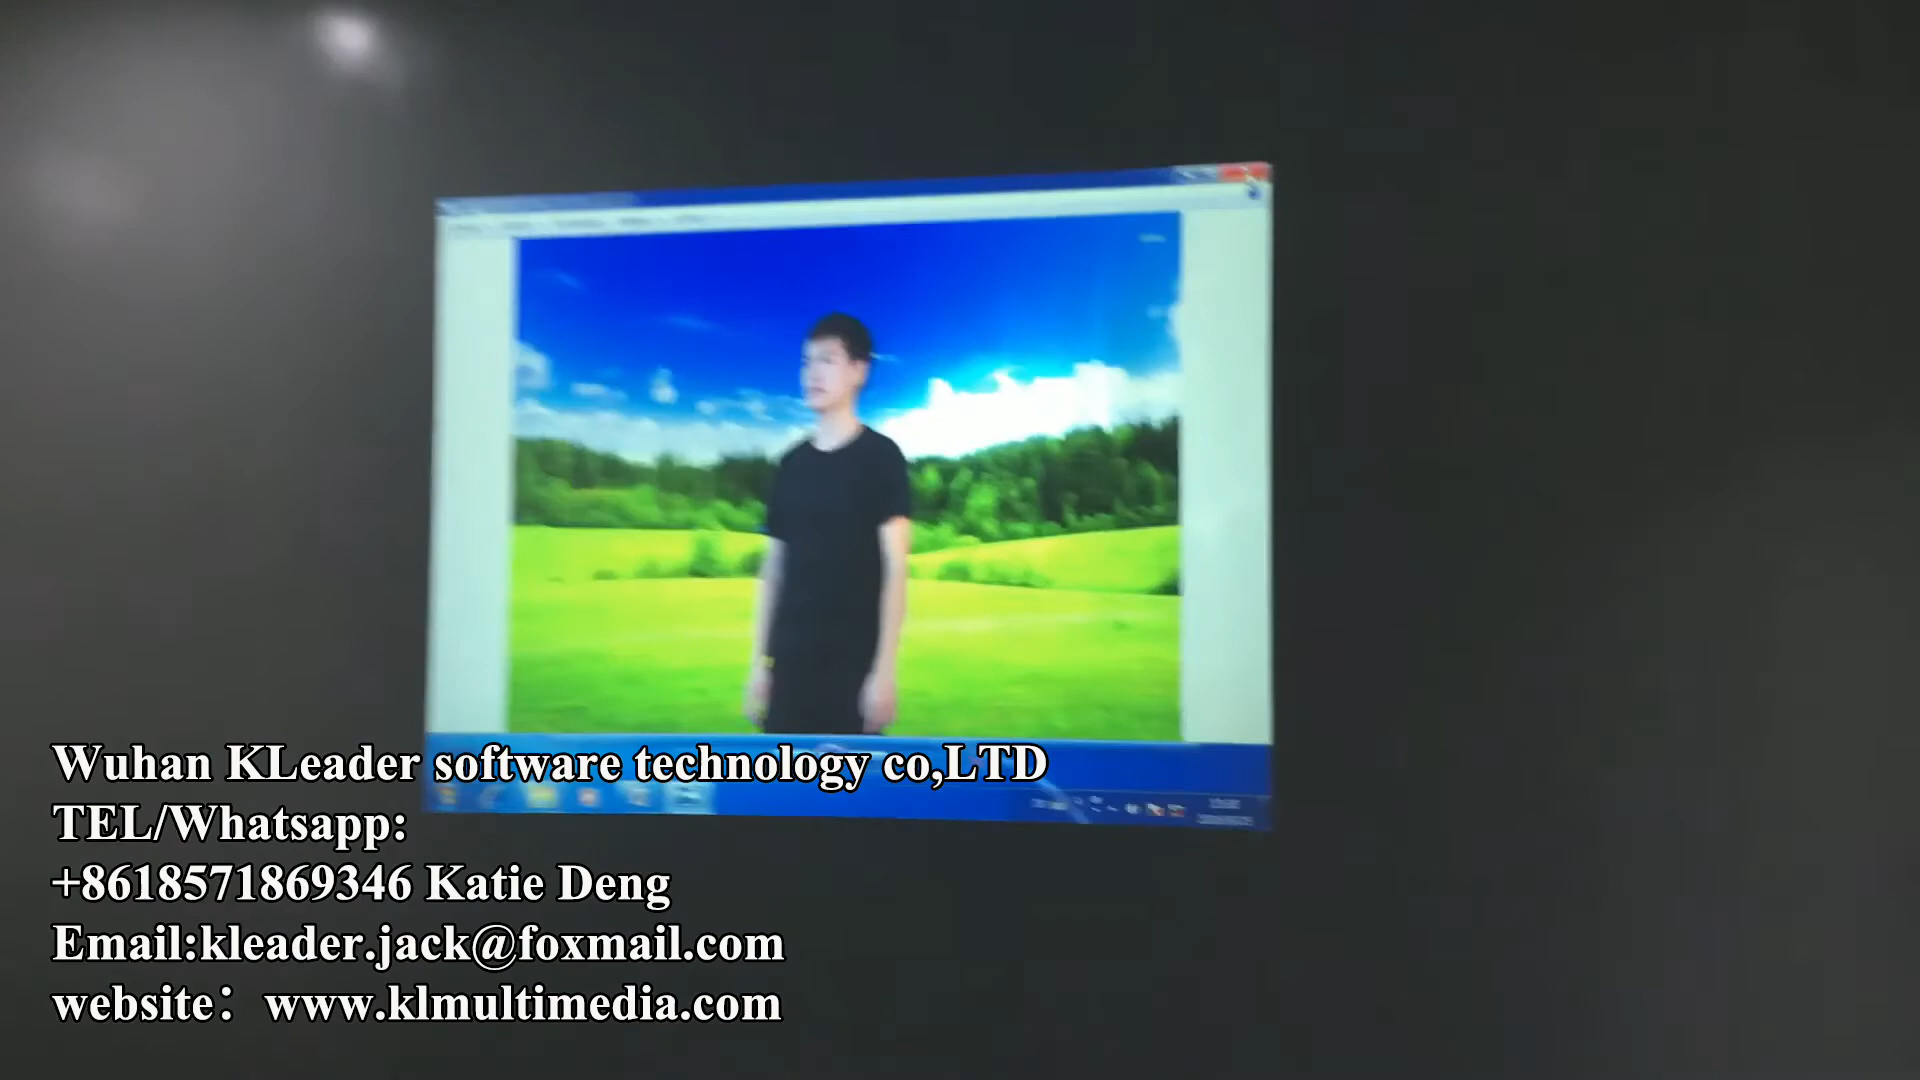 Wuhan KLeader software technology co,LTD
TEL/Whatsapp:
+8618571869346 Katie Deng
Email:kleader.jack@foxmail.com
website：www.klmultimedia.com